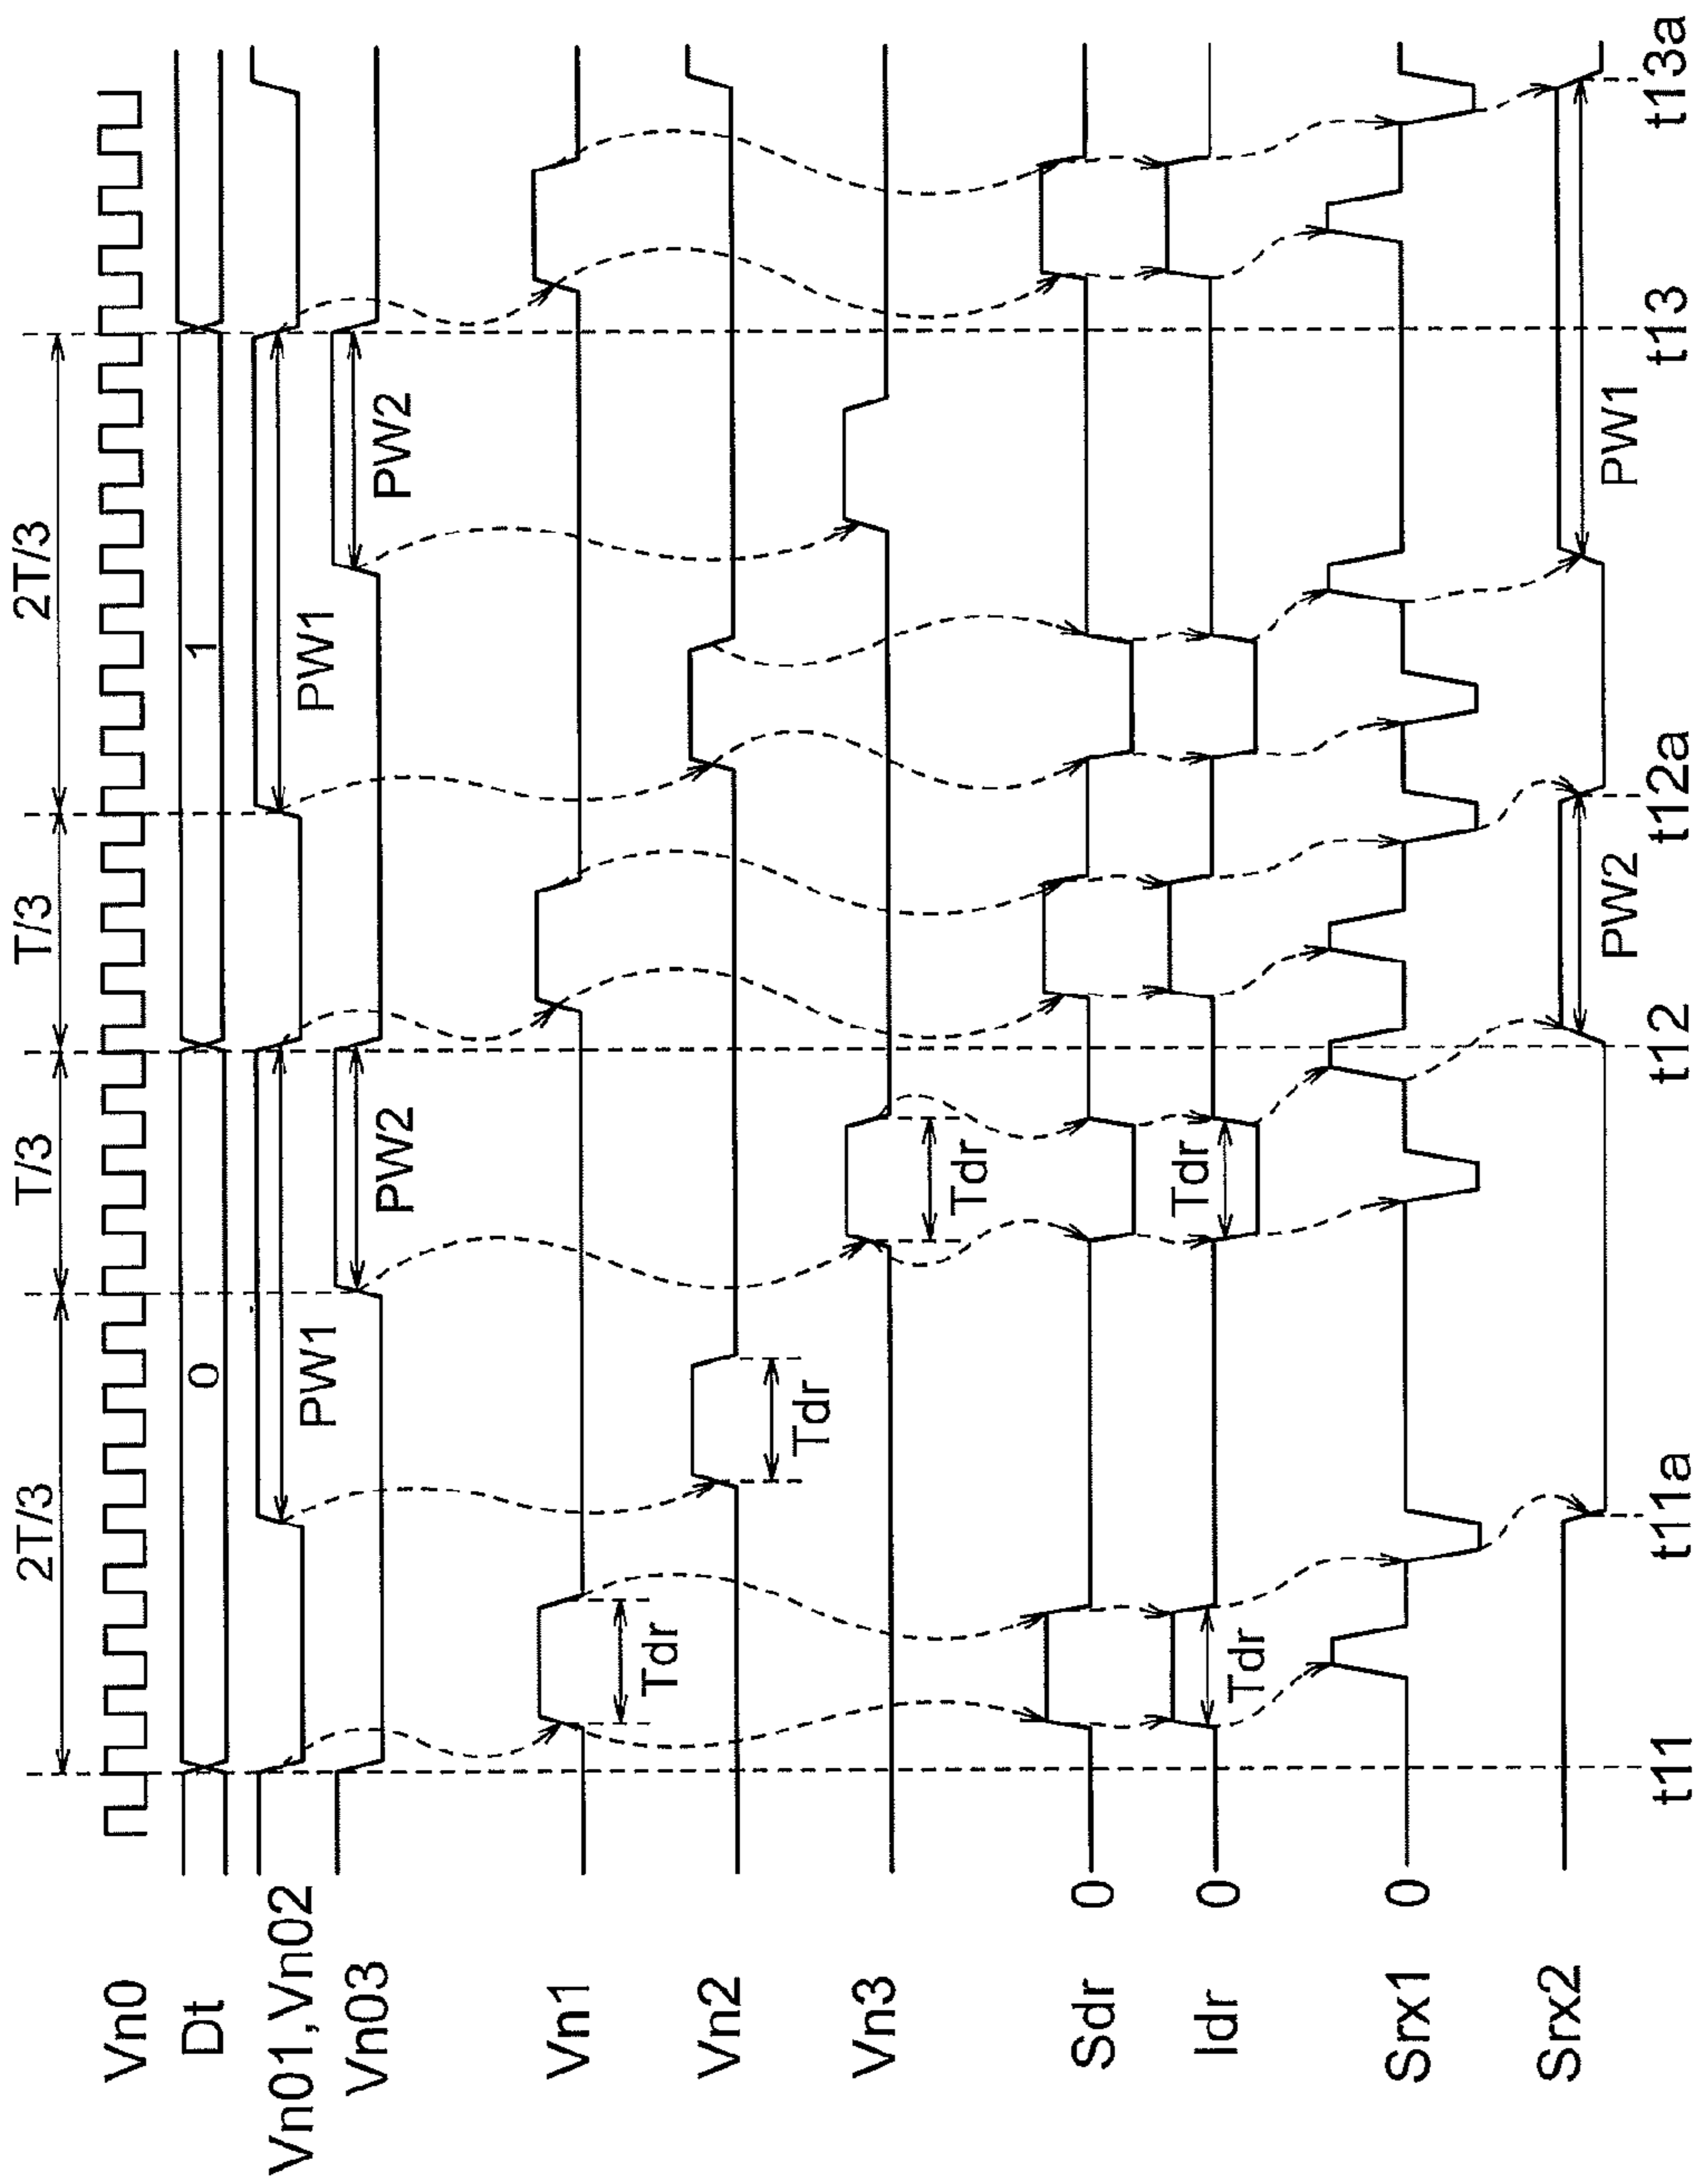 2T/3 T/3 T/3 2T/3
Vn0
Dt 0 1
Vn01,Vn02 PW1 PW1
Vn03 PW2 PW2
Vn1 Tdr
Vn2 Tdr
Vn3 Tdr
Sdr 0
Idr 0 Tdr Tdr
Srx1 0
Srx2 PW2 PW1
t11 t11a t12 t12a t13 t13a